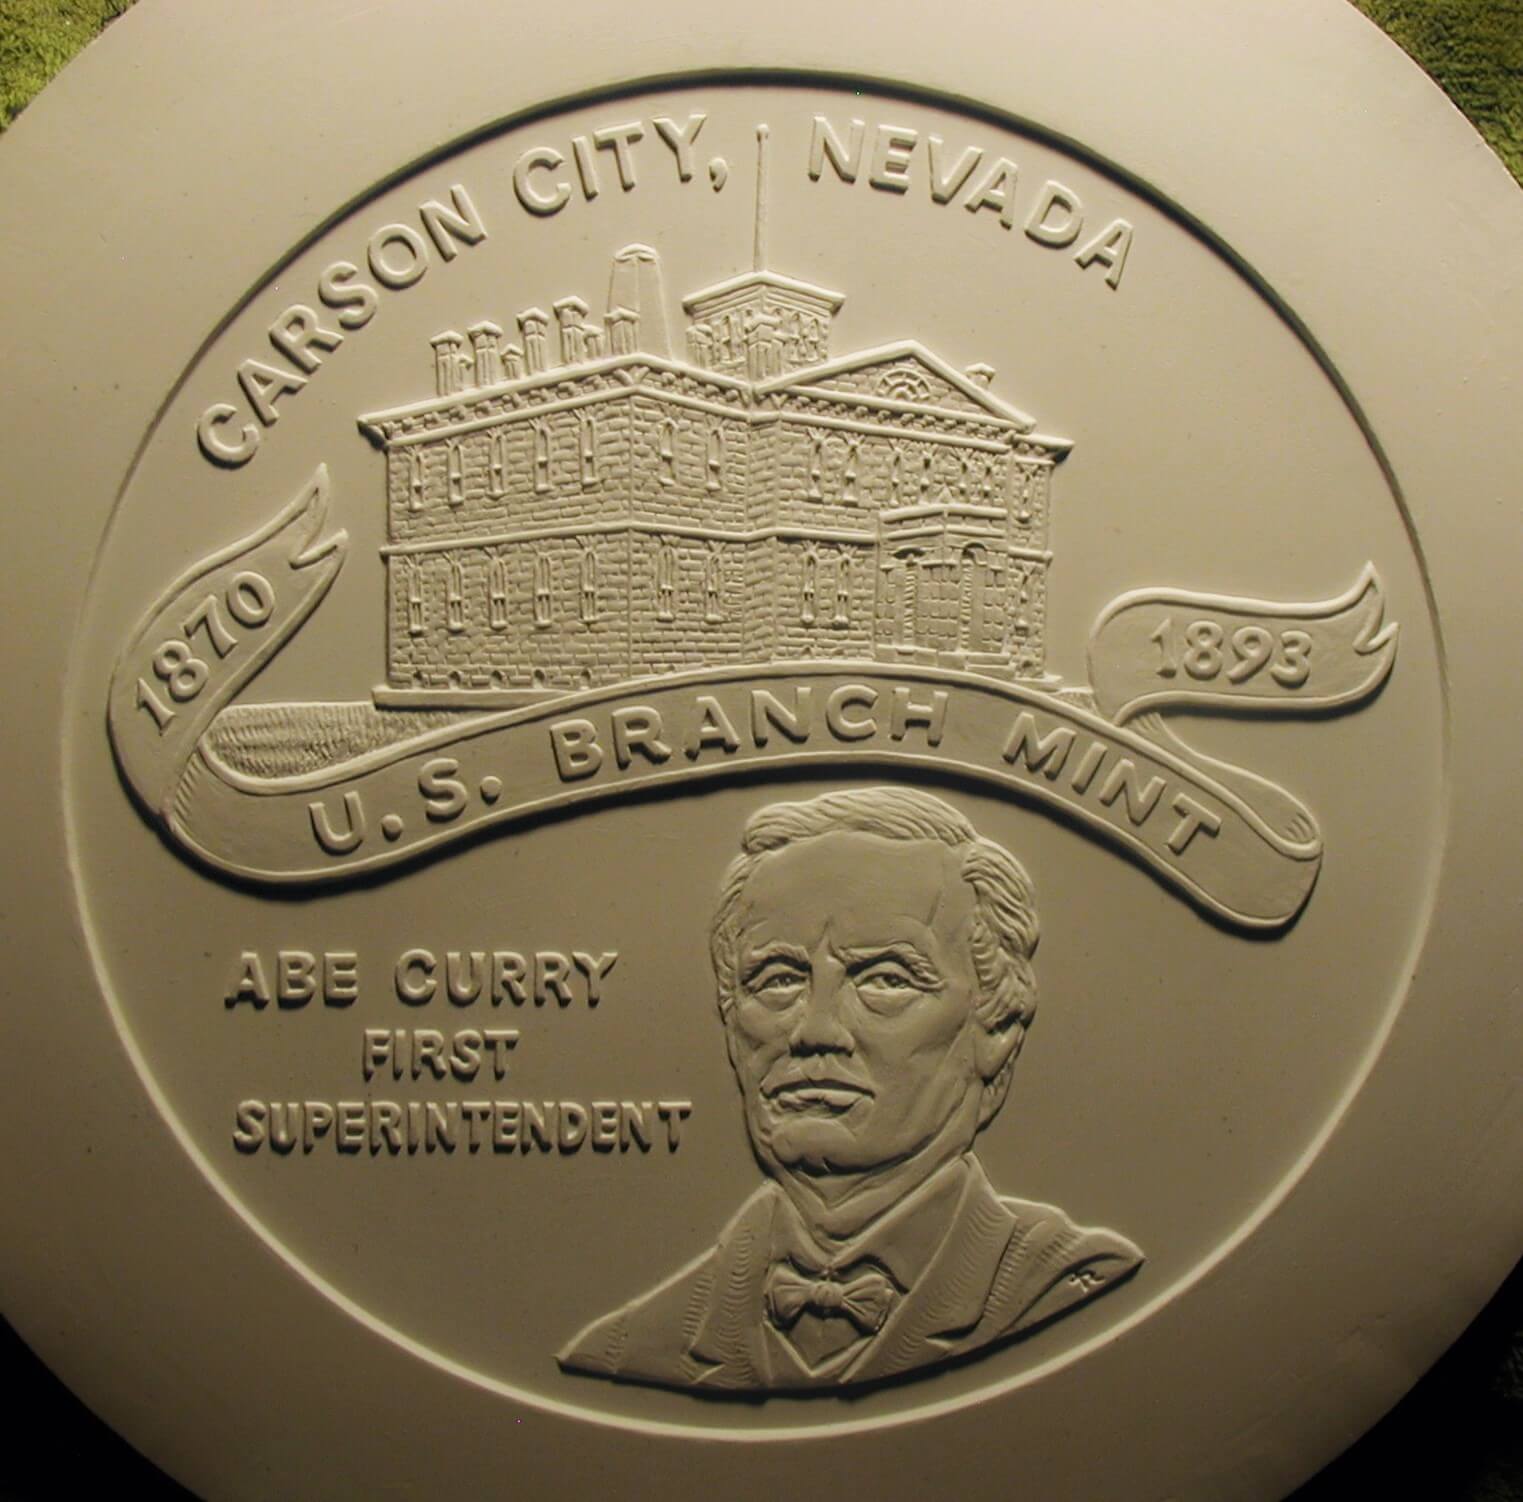 CARSON CITY, NEVADA
1870
1893
U.S. BRANCH MINT
ABE CURRY
FIRST
SUPERINTENDENT